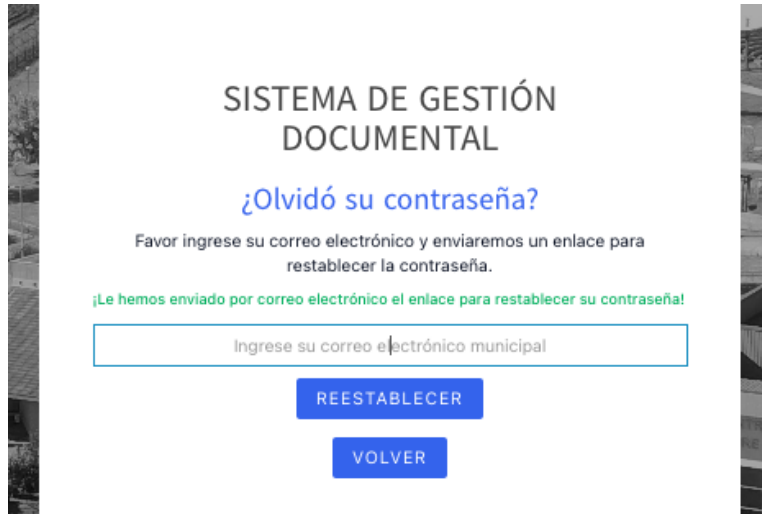 SISTEMA DE GESTIÓN
DOCUMENTAL
¿Olvidó su contraseña?
Favor ingrese su correo electrónico y enviaremos un enlace para
restablecer la contraseña.
¡Le hemos enviado por correo electrónico el enlace para restablecer su contraseña!
Ingrese su correo electrónico municipal
REESTABLECER
VOLVER